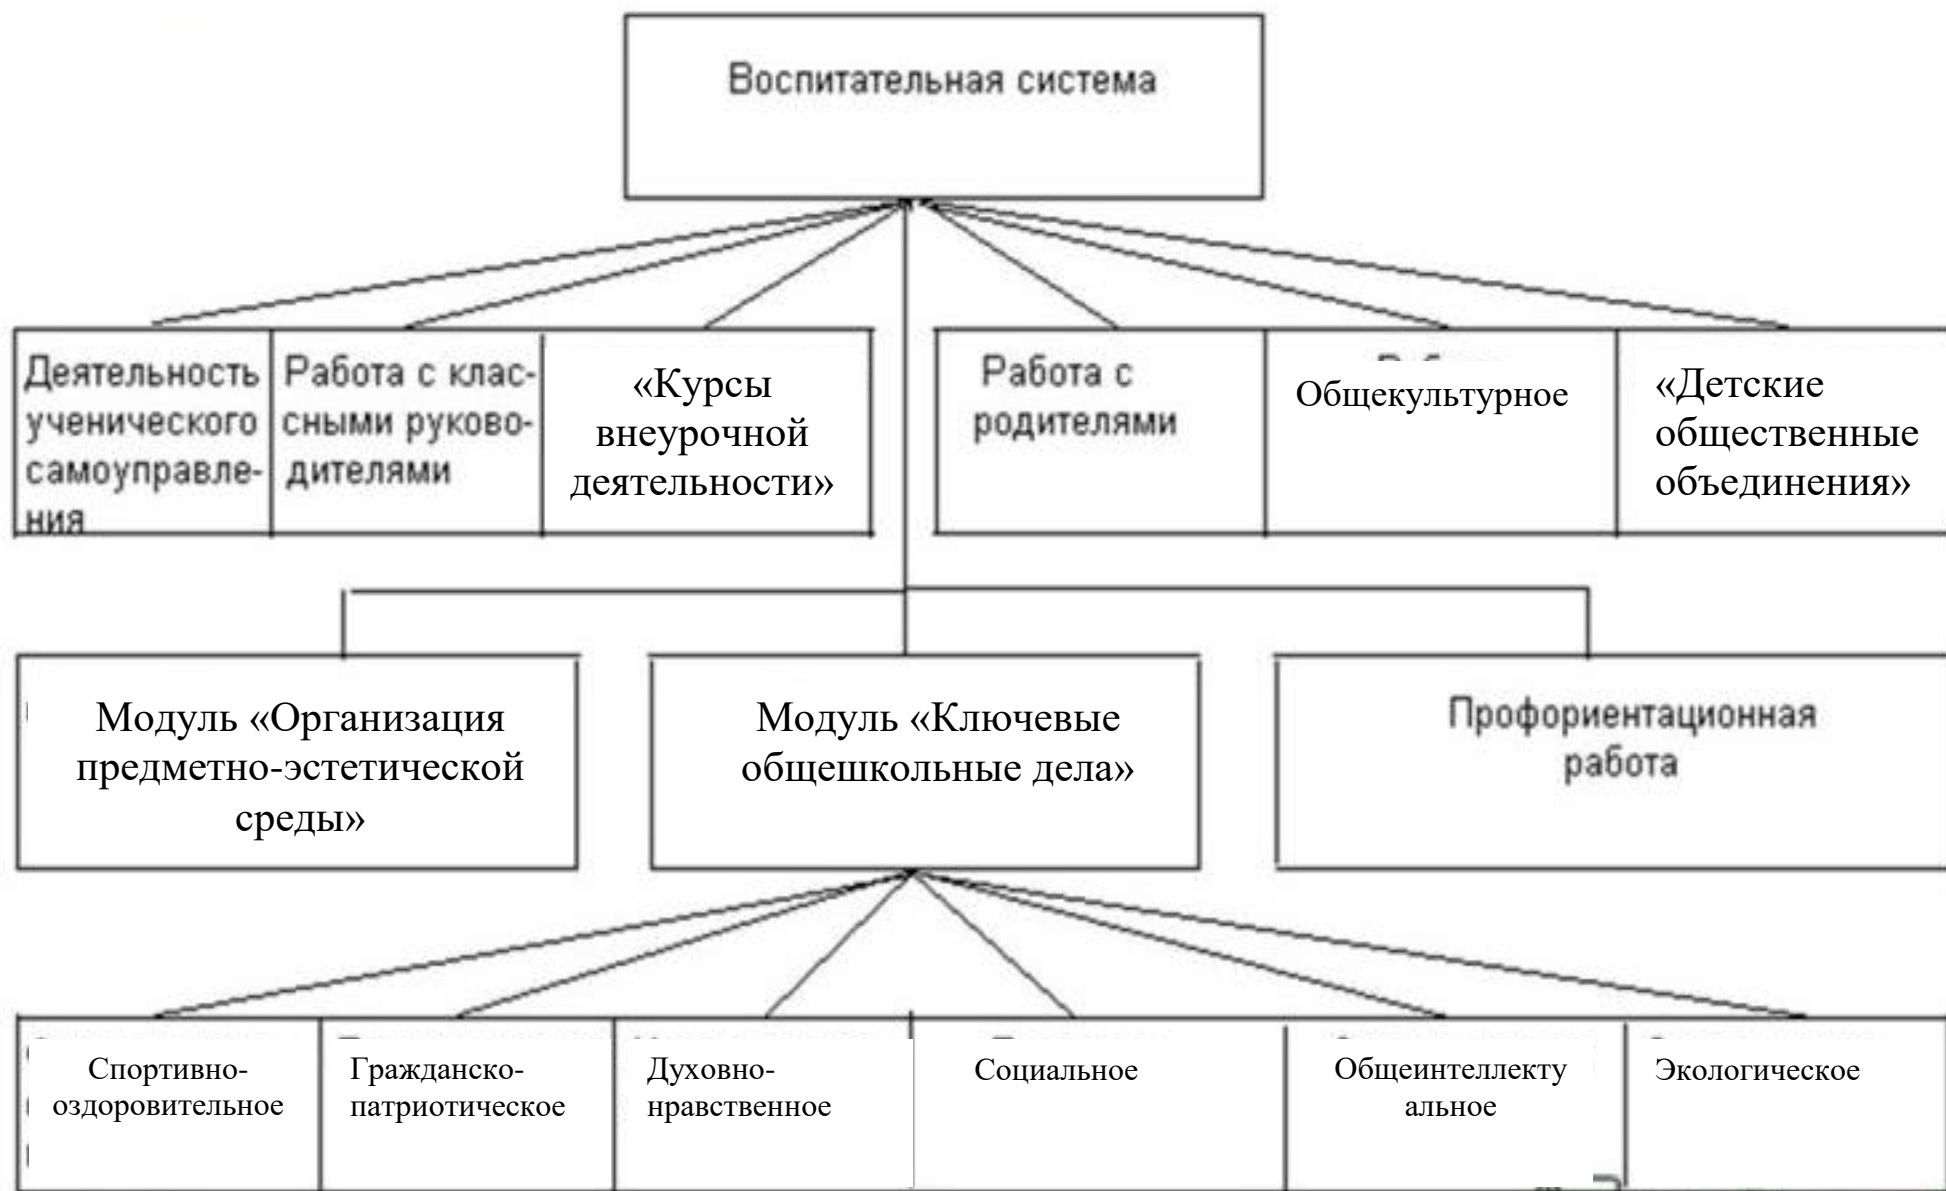 Воспитательная система
Деятельность
ученического
самоуправле-
ния
Работа с клас-
сными руково-
дителями
«Курсы
внеурочной
деятельности»
Работа с
родителями
Общекультурное
«Детские
общественные
объединения»
Модуль «Организация
предметно-эстетической
среды»
Модуль «Ключевые
общешкольные дела»
Профориентационная
работа
Спортивно-
оздоровительное
Гражданско-
патриотическое
Духовно-
нравственное
Социальное
Общеинтеллекту
альное
Экологическое